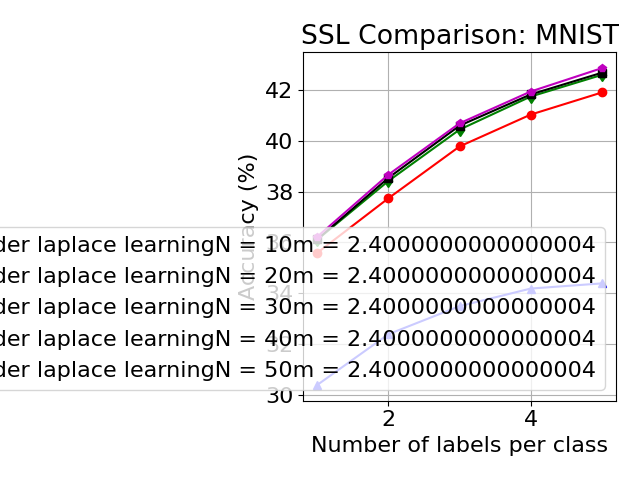 SSL Comparison: MNIST
42
40
38
36
34
32
30
Accuracy (%)
der laplace learningN = 10m = 2.4000000000000004
der laplace learningN = 20m = 2.4000000000000004
der laplace learningN = 30m = 2.4000000000000004
der laplace learningN = 40m = 2.4000000000000004
der laplace learningN = 50m = 2.4000000000000004
2 4
Number of labels per class